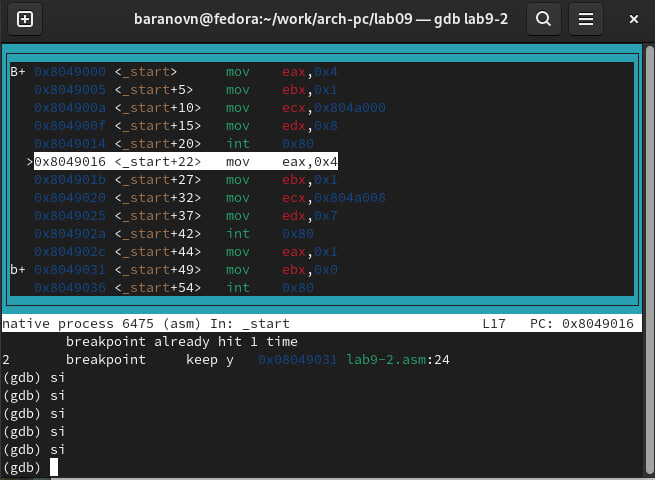 baranovn@fedora:~/work/arch-pc/lab09 — gdb lab9-2
B+ 0x8049000 <_start> mov eax,0x4
0x8049005 <_start+5> mov ebx,0x1
0x804900a <_start+10> mov ecx,0x804a000
0x804900f <_start+15> mov edx,0x8
0x8049014 <_start+20> int 0x80
>0x8049016 <_start+22> mov eax,0x4
0x804901b <_start+27> mov ebx,0x1
0x8049020 <_start+32> mov ecx,0x804a008
0x8049025 <_start+37> mov edx,0x7
0x804902a <_start+42> int 0x80
0x804902c <_start+44> mov eax,0x1
b+ 0x8049031 <_start+49> mov ebx,0x0
0x8049036 <_start+54> int 0x80
native process 6475 (asm) In: _start L17 PC: 0x8049016
breakpoint already hit 1 time
2 breakpoint keep y 0x08049031 lab9-2.asm:24
(gdb) si
(gdb) si
(gdb) si
(gdb) si
(gdb) si
(gdb)